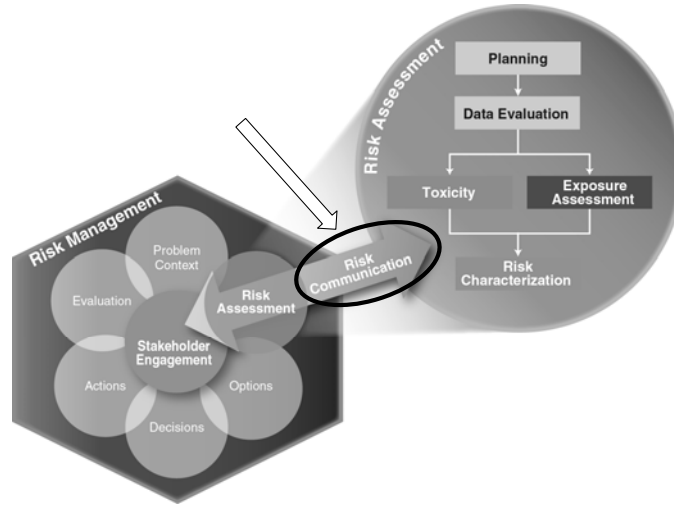 Risk Assessment
Planning
Data Evaluation
Toxicity
Exposure
Assessment
Risk
Characterization
Risk
Communication
Risk Management
Problem
Context
Evaluation
Risk
Assessment
Stakeholder
Engagement
Actions
Options
Decisions